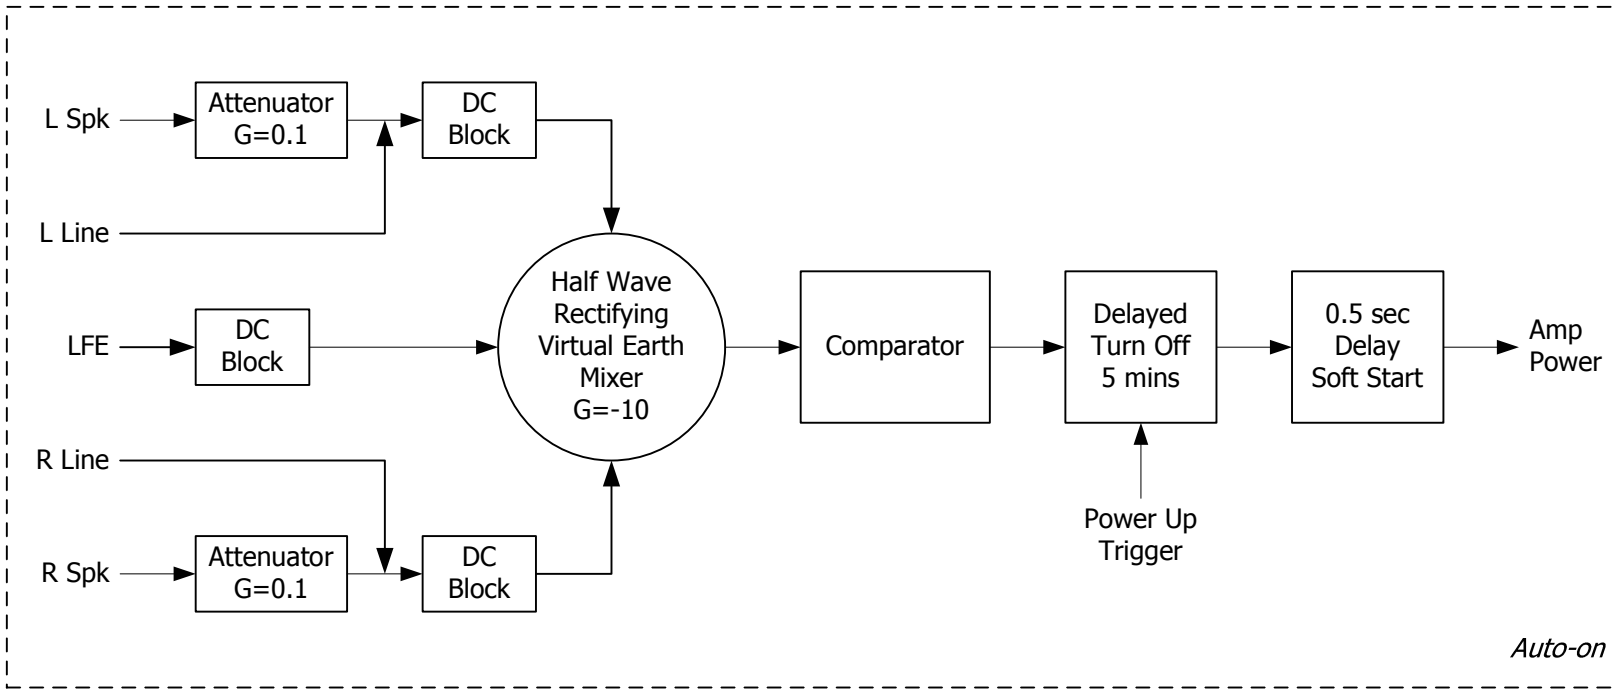 L Spk
Attenuator
G=0.1
DC
Block
L Line
LFE
DC
Block
Half Wave
Rectifying
Virtual Earth
Mixer
G=-10
Comparator
Delayed
Turn Off
5 mins
0.5 sec
Delay
Soft Start
Amp
Power
R Line
Power Up
Trigger
R Spk
Attenuator
G=0.1
DC
Block
Auto-on